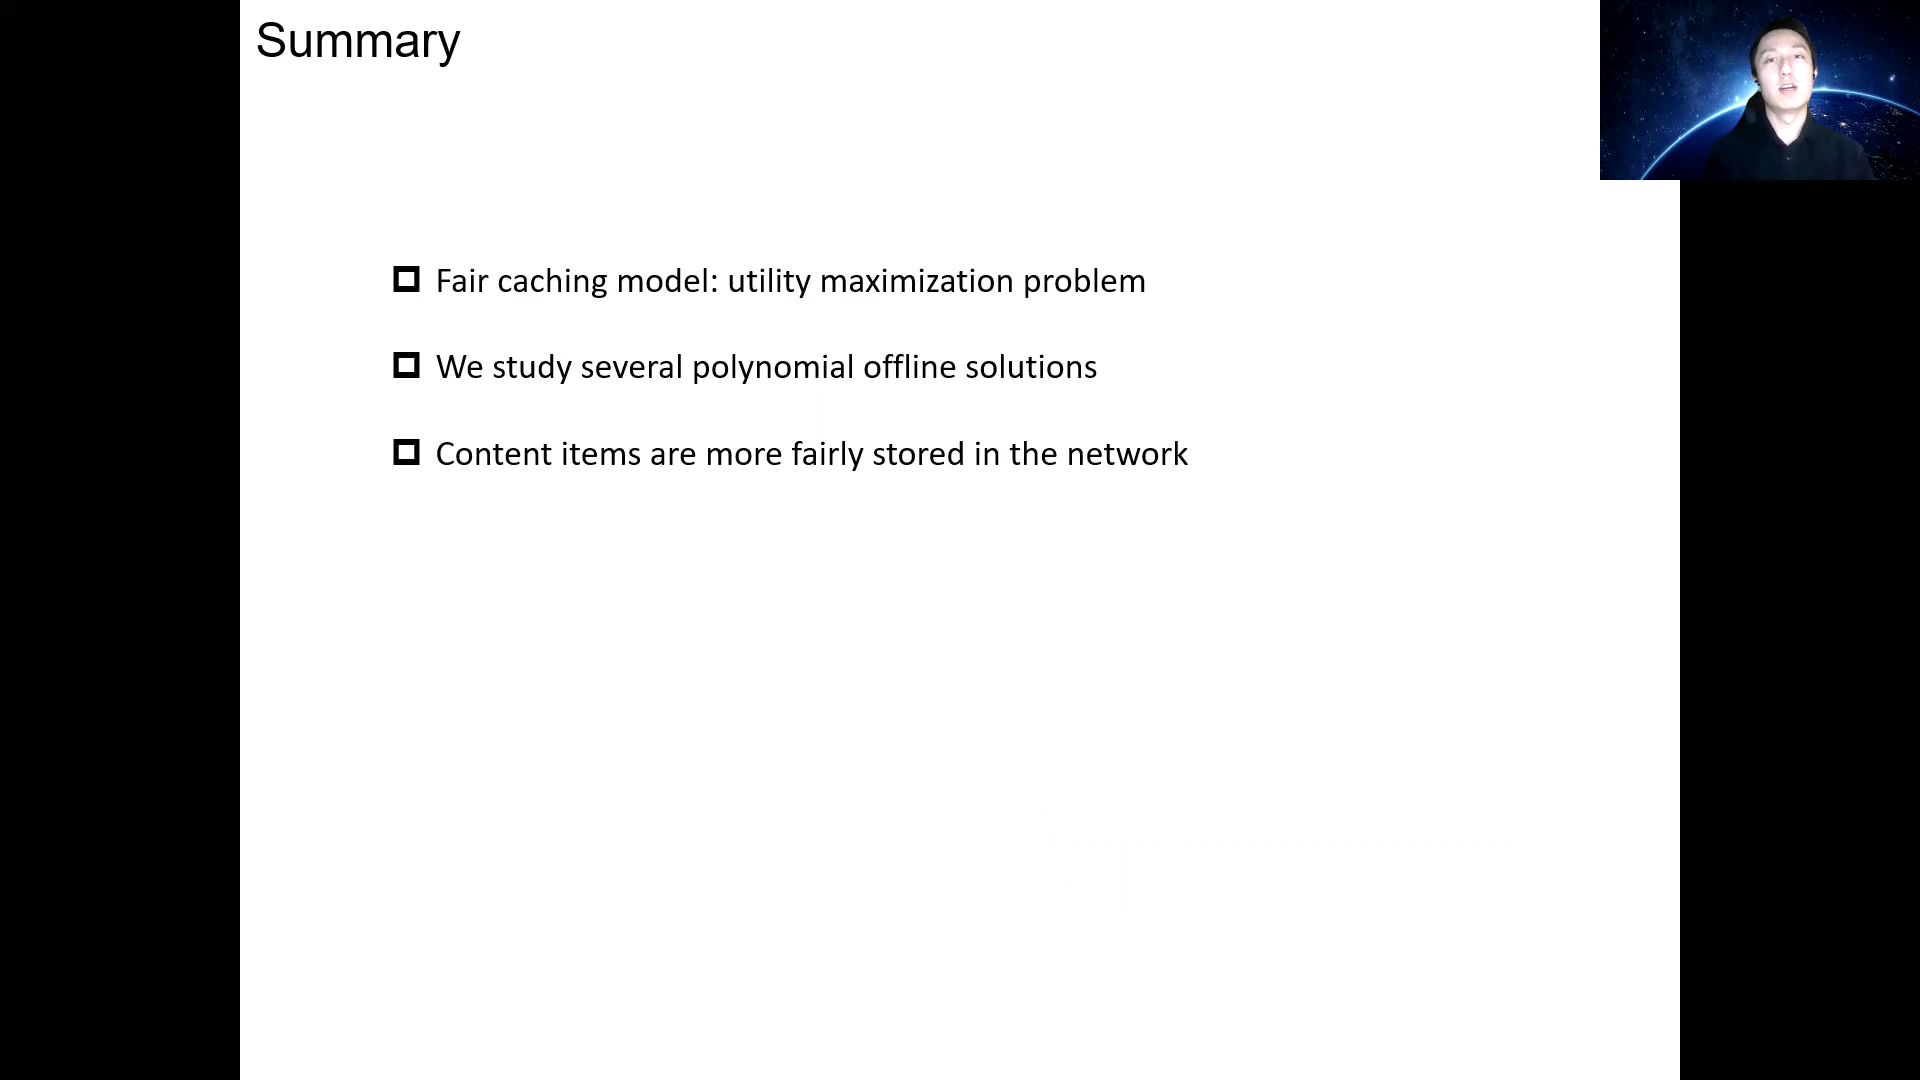 Summary
Fair caching model: utility maximization problem
We study several polynomial offline solutions
Content items are more fairly stored in the network